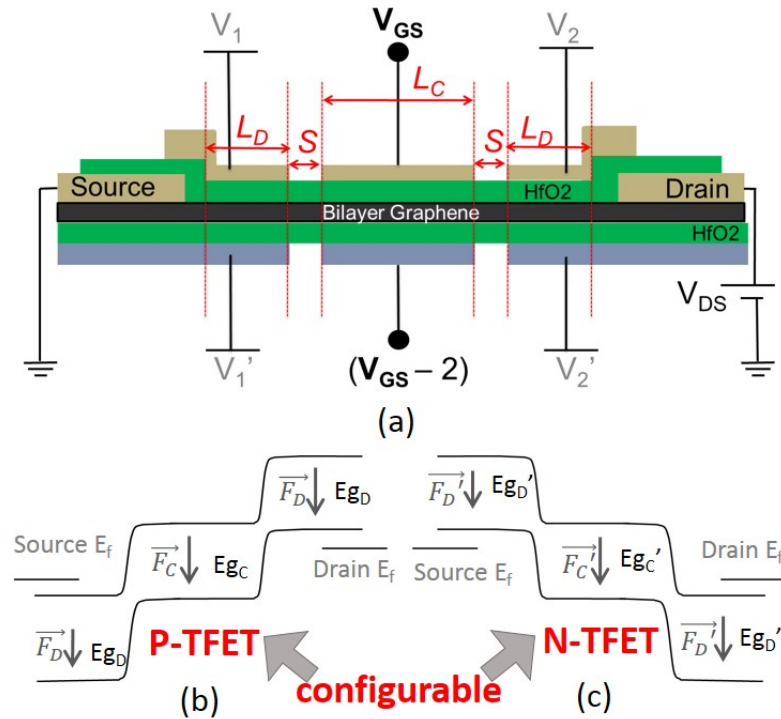 V1 VGS V2
LC
LD S S LD
Source HfO2 Drain
Bilayer Graphene
HfO2
VDS
V1' (VGS – 2) V2'
(a)
FD EgD FD' EgD'
Source Ef FC EgC Drain Ef Source Ef FC' EgC' Drain Ef
FD EgD P-TFET N-TFET FD' EgD'
(b) configurable (c)